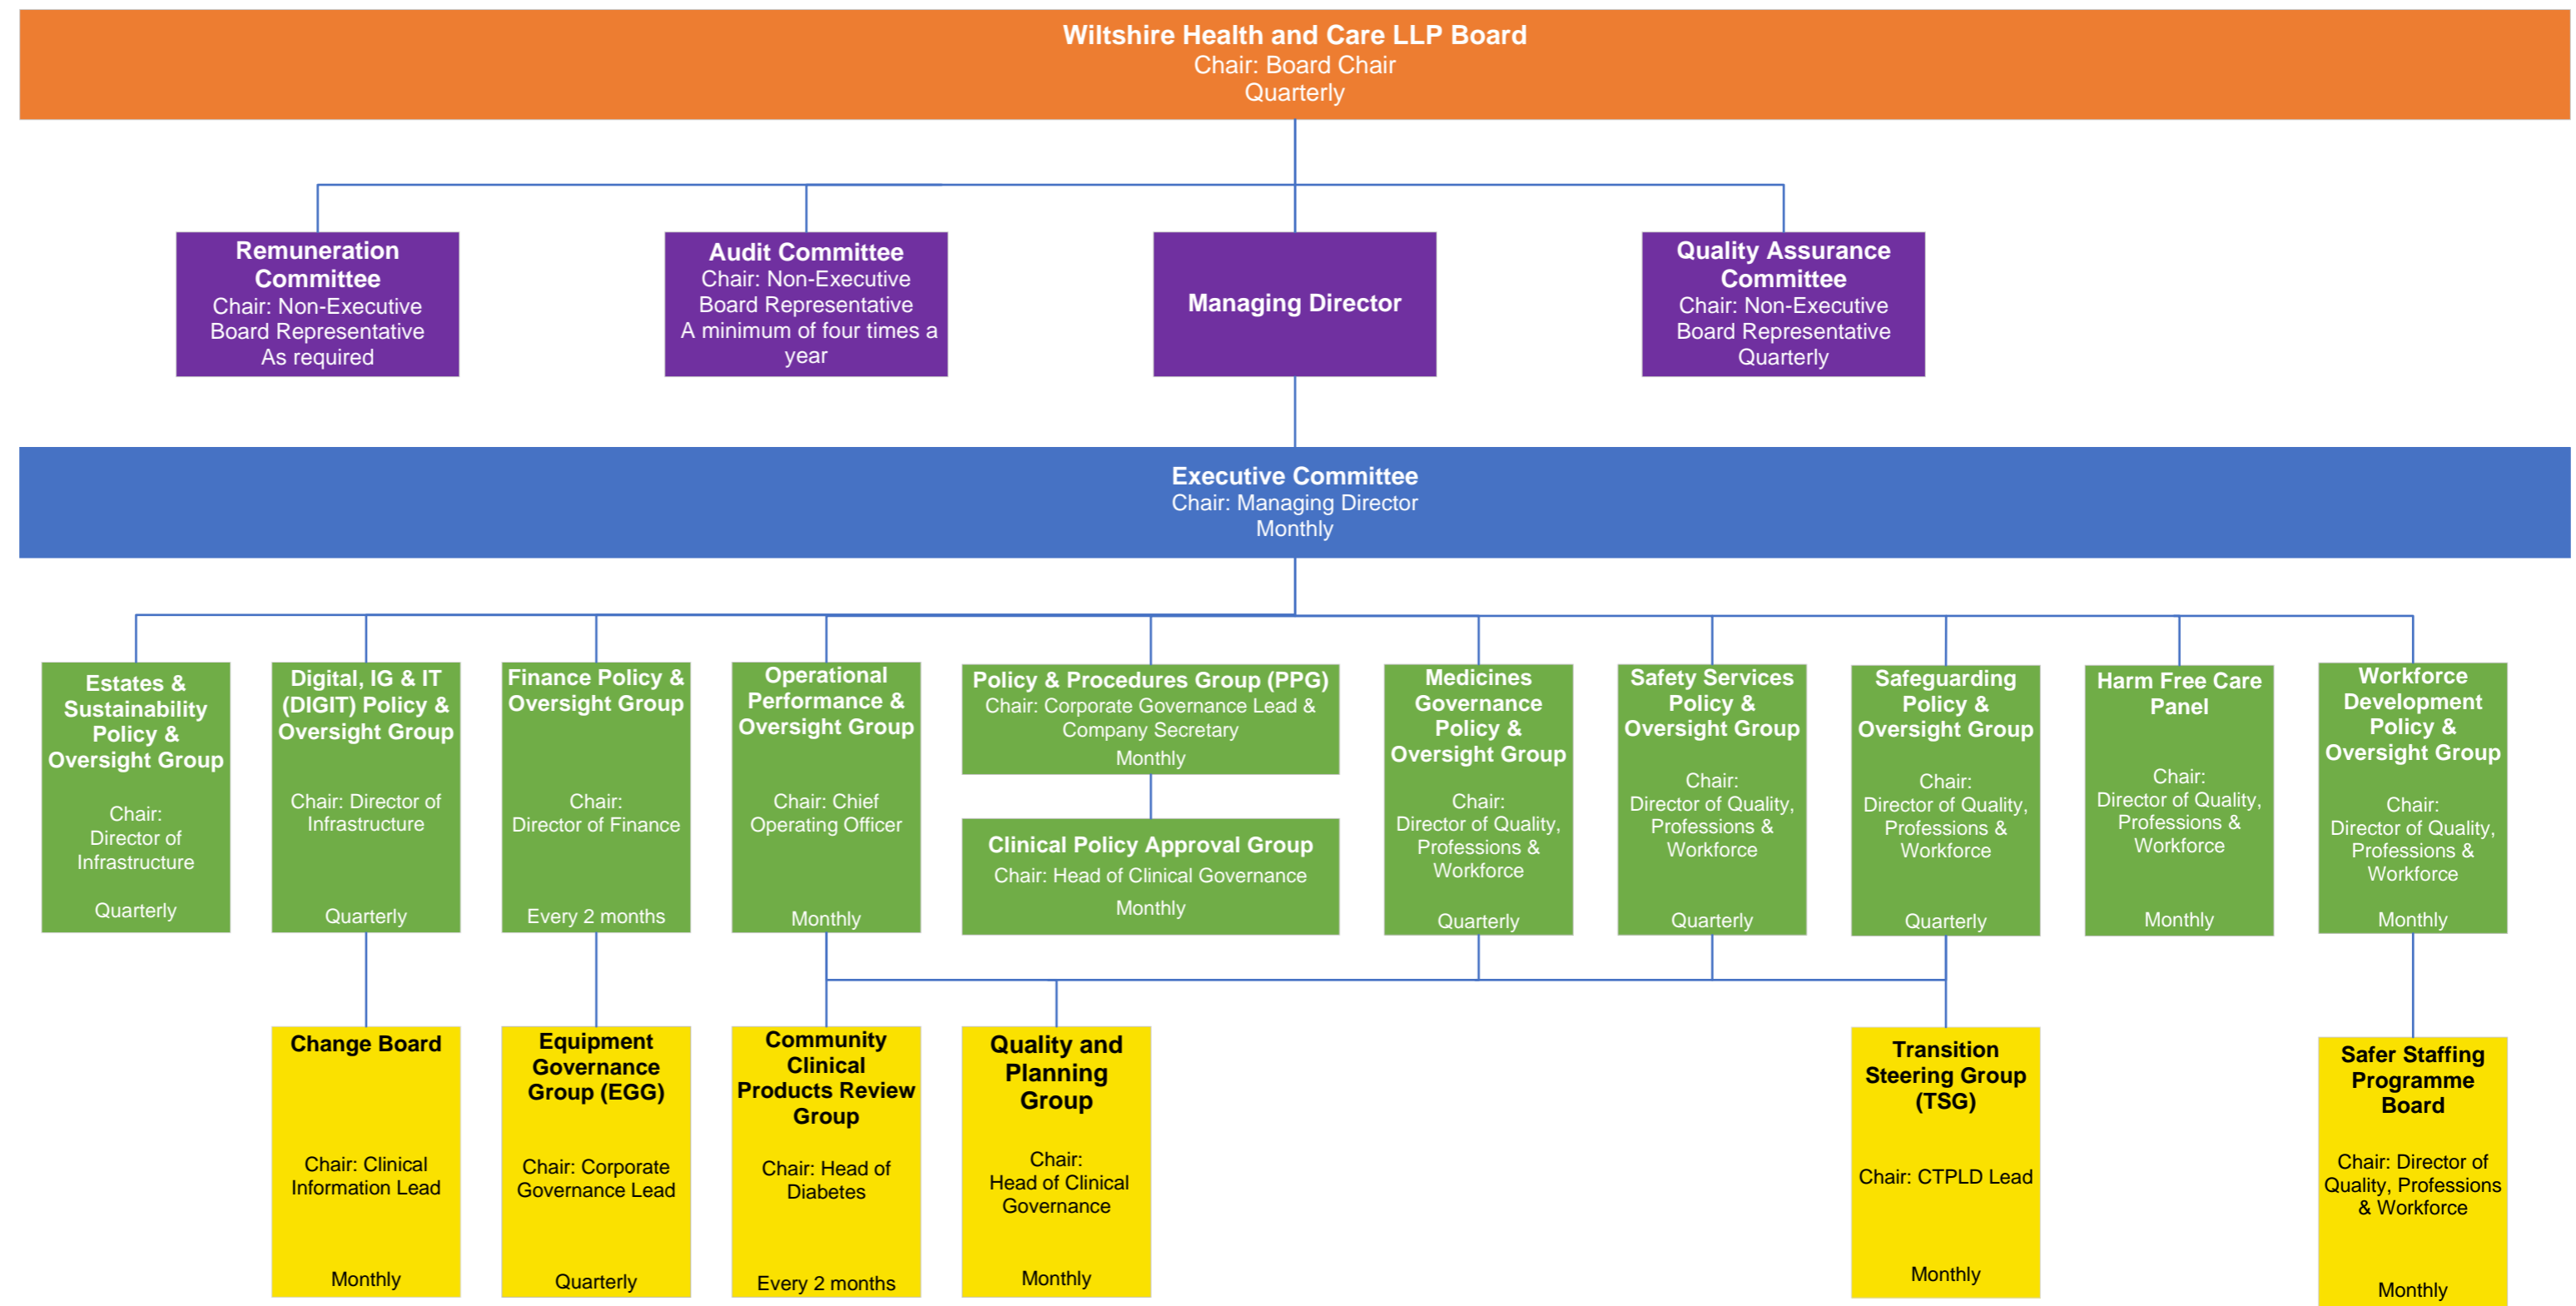 Wiltshire Health and Care LLP Board
Chair: Board Chair
Quarterly
Remuneration
Committee
Chair: Non-Executive
Board Representative
As required
Audit Committee
Chair: Non-Executive
Board Representative
A minimum of four times a
year
Managing Director
Quality Assurance
Committee
Chair: Non-Executive
Board Representative
Quarterly
Executive Committee
Chair: Managing Director
Monthly
Estates &
Sustainability
Policy &
Oversight Group
Chair:
Director of
Infrastructure
Quarterly
Digital, IG & IT
(DIGIT) Policy &
Oversight Group
Chair: Director of
Infrastructure
Quarterly
Finance Policy &
Oversight Group
Chair:
Director of Finance
Every 2 months
Operational
Performance &
Oversight Group
Chair: Chief
Operating Officer
Monthly
Policy & Procedures Group (PPG)
Chair: Corporate Governance Lead &
Company Secretary
Monthly
Clinical Policy Approval Group
Chair: Head of Clinical Governance
Monthly
Medicines
Governance
Policy &
Oversight Group
Chair:
Director of Quality,
Professions &
Workforce
Quarterly
Safety Services
Policy &
Oversight Group
Chair:
Director of Quality,
Professions &
Workforce
Quarterly
Safeguarding
Policy &
Oversight Group
Chair:
Director of Quality,
Professions &
Workforce
Quarterly
Harm Free Care
Panel
Chair:
Director of Quality,
Professions &
Workforce
Monthly
Workforce
Development
Policy &
Oversight Group
Chair:
Director of Quality,
Professions &
Workforce
Monthly
Change Board
Chair: Clinical
Information Lead
Monthly
Equipment
Governance
Group (EGG)
Chair: Corporate
Governance Lead
Quarterly
Community
Clinical
Products Review
Group
Chair: Head of
Diabetes
Every 2 months
Quality and
Planning
Group
Chair:
Head of Clinical
Governance
Monthly
Transition
Steering Group
(TSG)
Chair: CTPLD Lead
Monthly
Safer Staffing
Programme
Board
Chair: Director of
Quality, Professions
& Workforce
Monthly